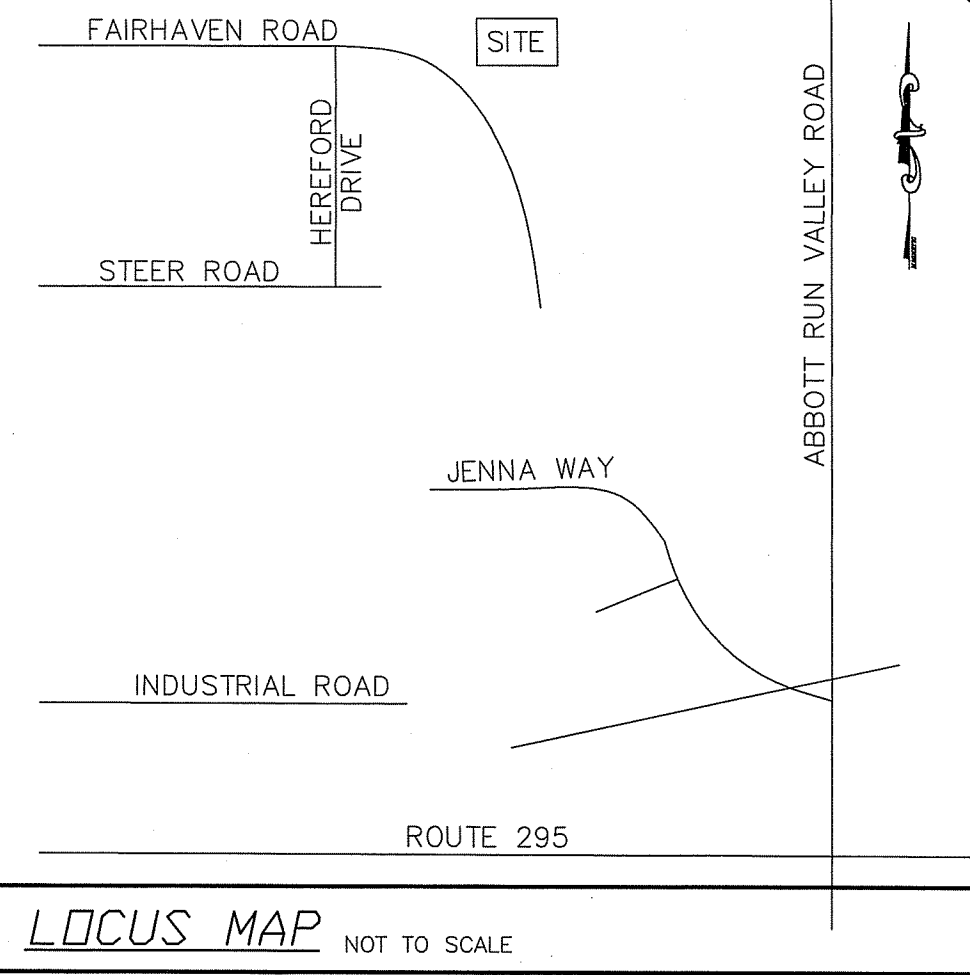 FAIRHAVEN ROAD
SITE
HEREFORD
DRIVE
ABBOTT RUN VALLEY ROAD
STEER ROAD
JENNA WAY
INDUSTRIAL ROAD
ROUTE 295
LOCUS MAP NOT TO SCALE